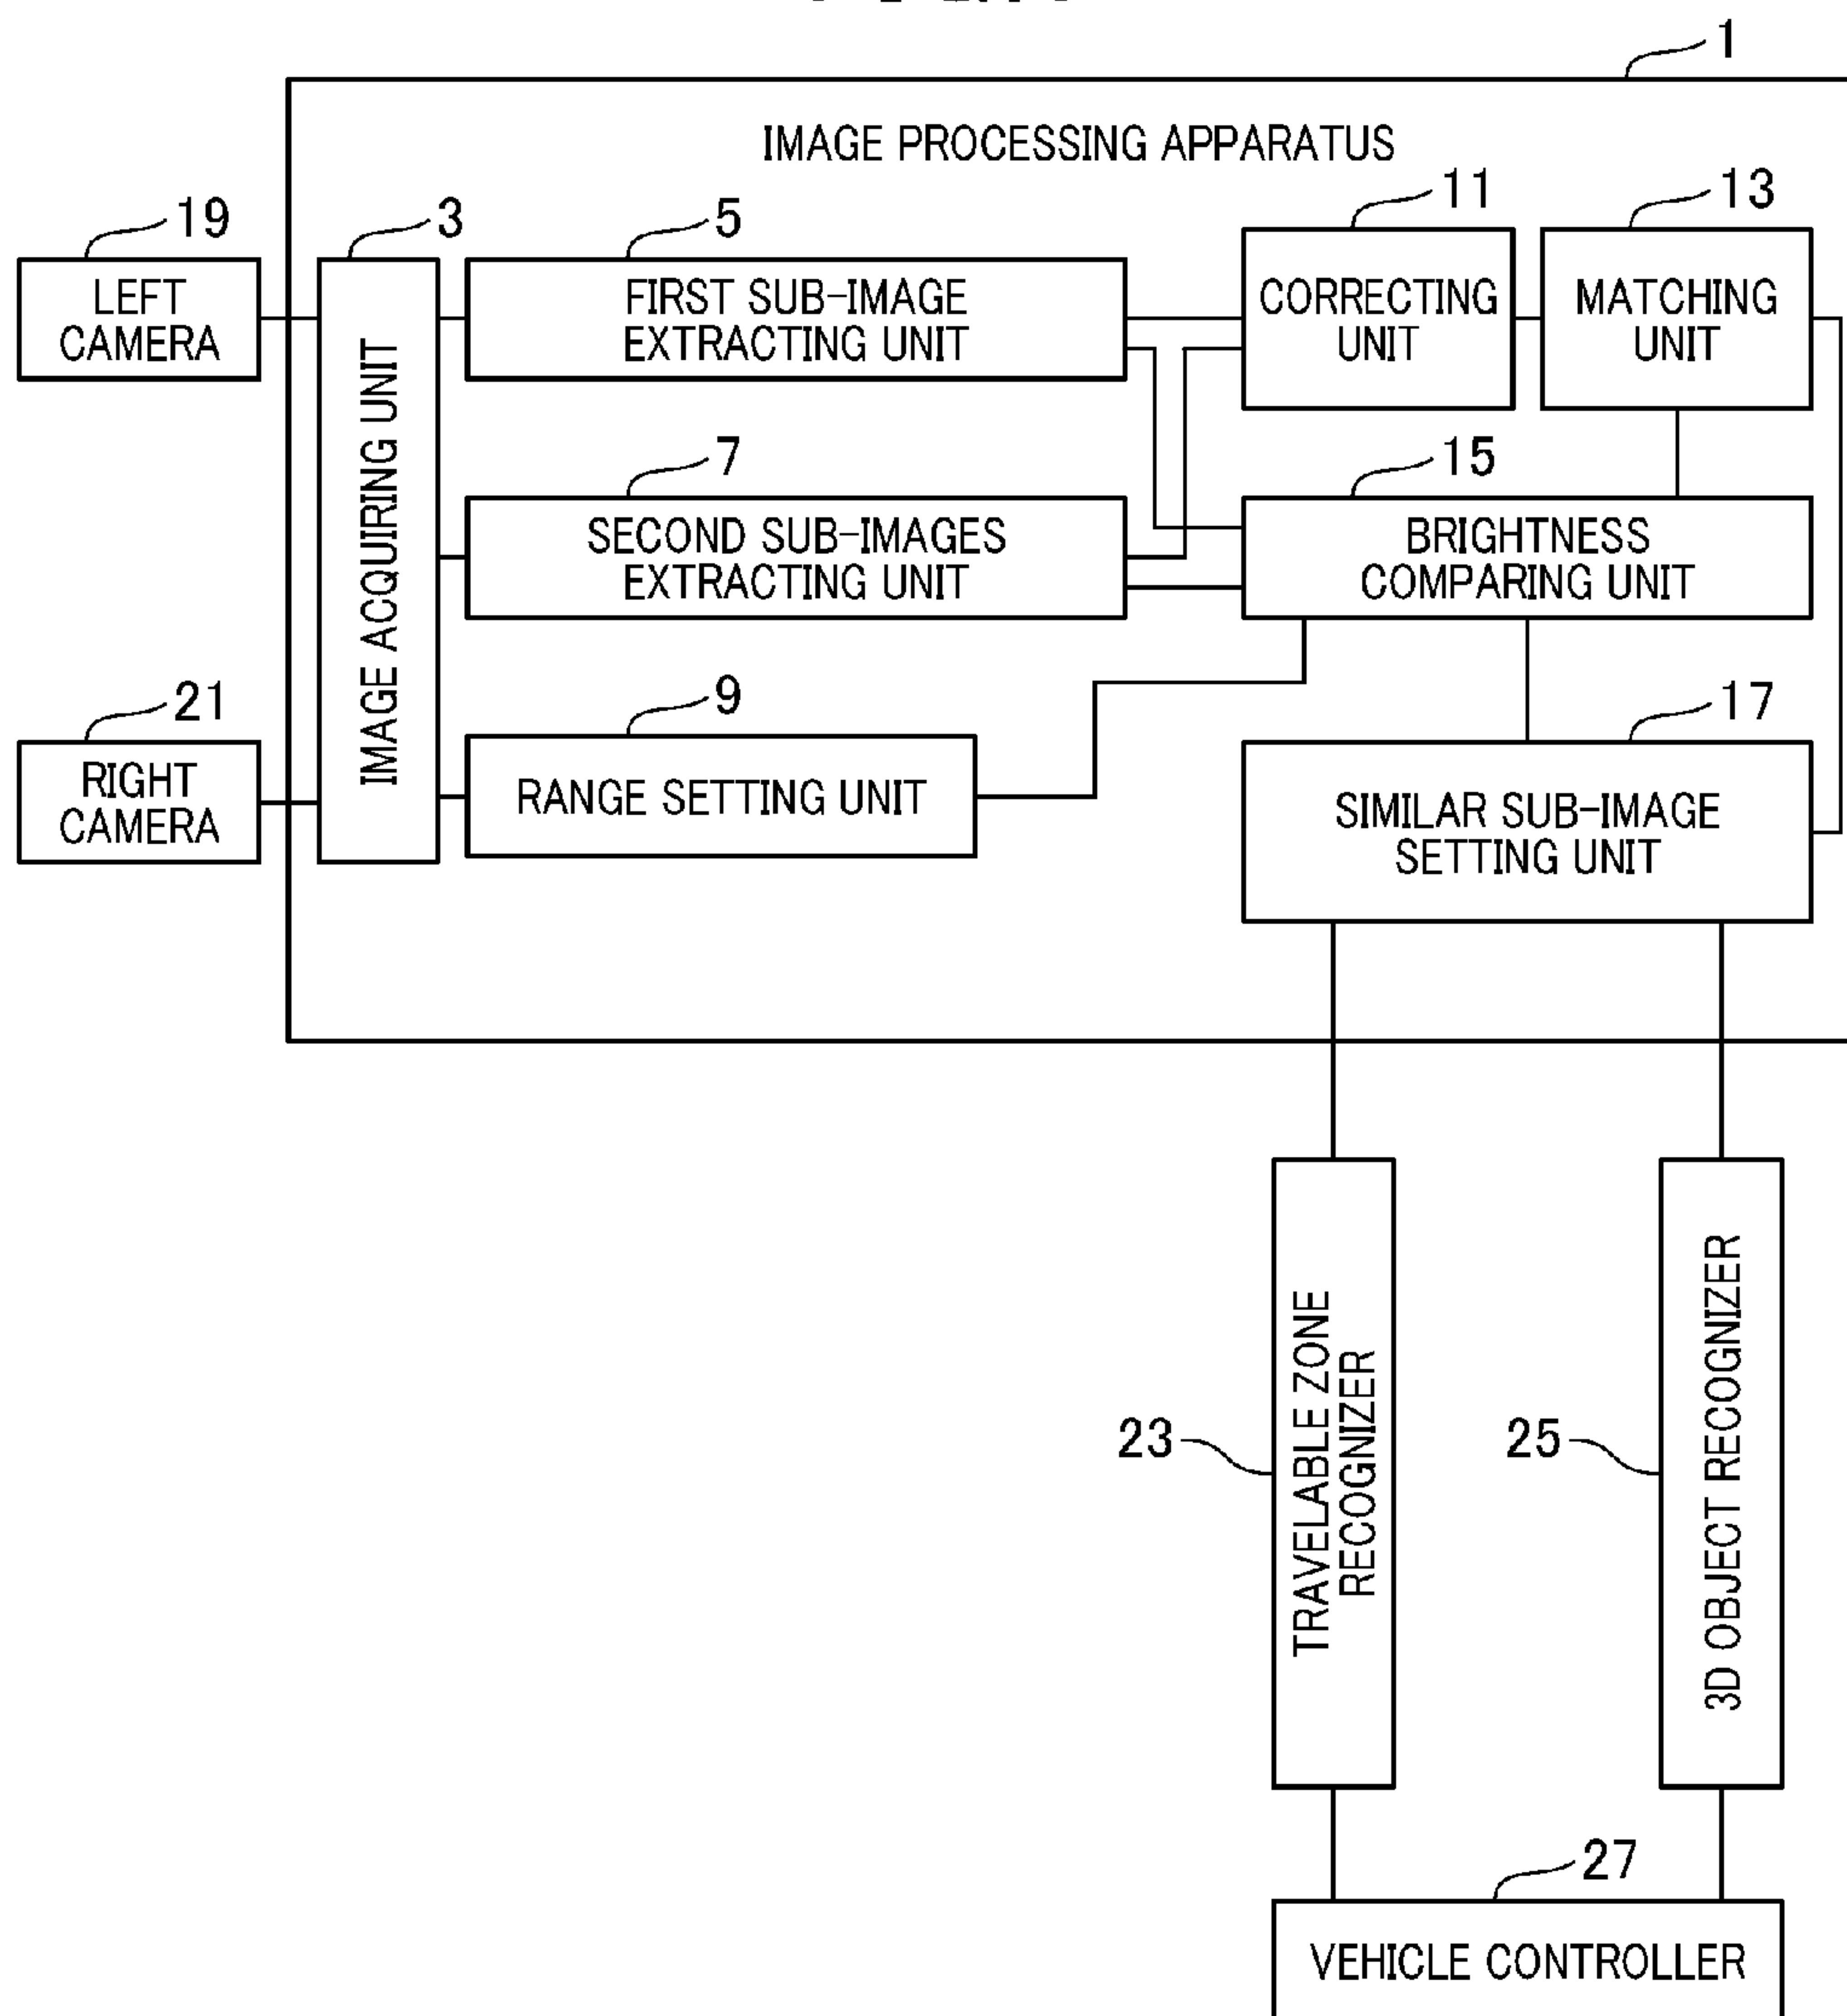 1
IMAGE PROCESSING APPARATUS
19
3
5
11
13
LEFT
CAMERA
IMAGE ACQUIRING UNIT
FIRST SUB-IMAGE
EXTRACTING UNIT
CORRECTING
UNIT
MATCHING
UNIT
7
15
SECOND SUB-IMAGES
EXTRACTING UNIT
BRIGHTNESS
COMPARING UNIT
21
9
17
RIGHT
CAMERA
RANGE SETTING UNIT
SIMILAR SUB-IMAGE
SETTING UNIT
23
TRAVELABLE ZONE
RECOGNIZER
25
3D OBJECT RECOGNIZER
27
VEHICLE CONTROLLER